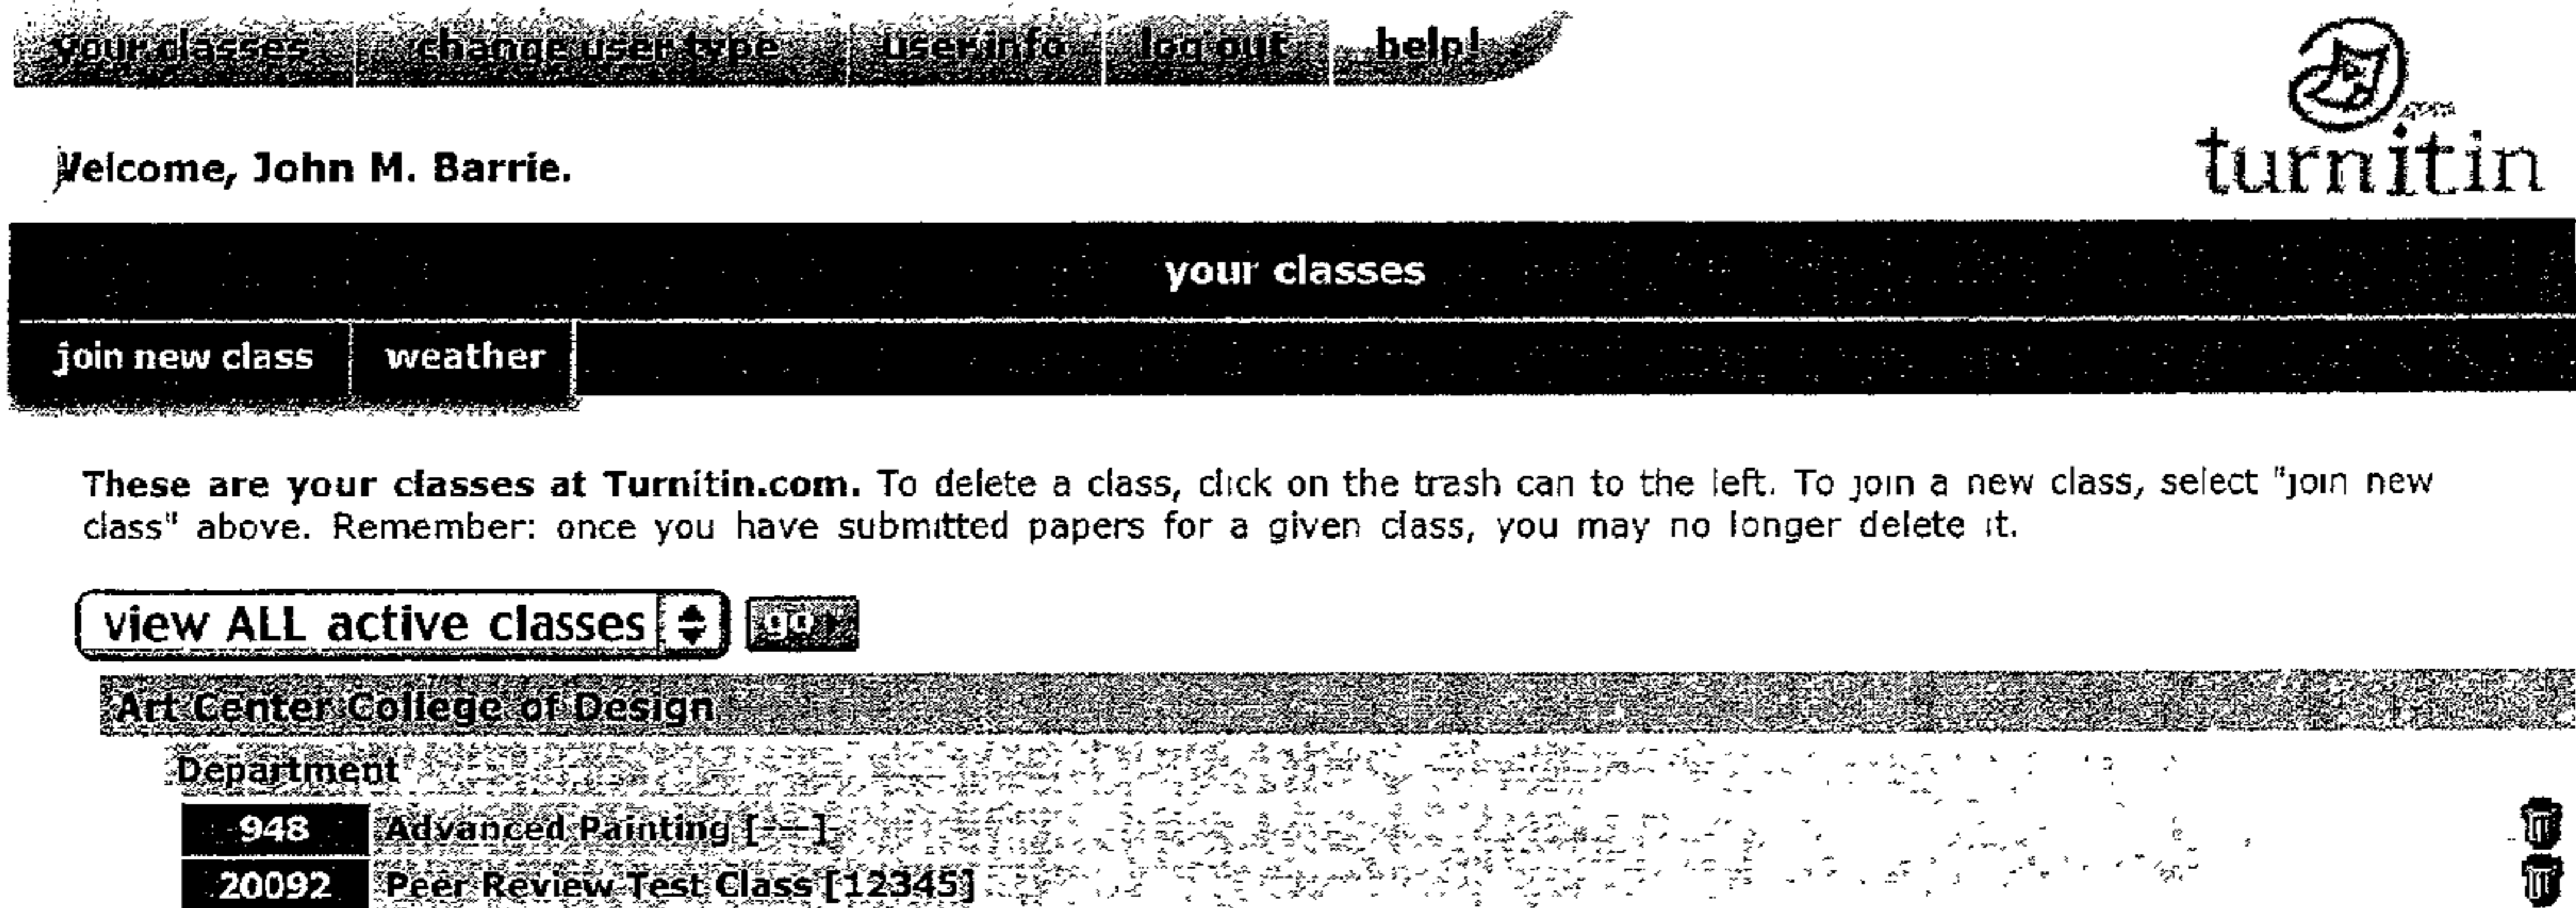 your classes change user type user info log out help!
turnitin
Welcome, John M. Barrie.
your classes
join new class weather
These are your classes at Turnitin.com. To delete a class, click on the trash can to the left. To join a new class, select "join new
class" above. Remember: once you have submitted papers for a given class, you may no longer delete it.
view ALL active classes go
Art Center College of Design
Department
948 Advanced Painting [---]
20092 Peer Review Test Class [12345]